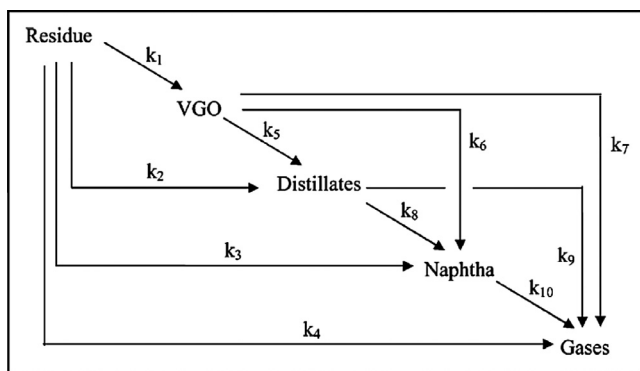 Residue
k₁
VGO
k₅
k₆
k₇
k₂
Distillates
k₈
k₃
Naphtha
k₉
k₁₀
k₄
Gases